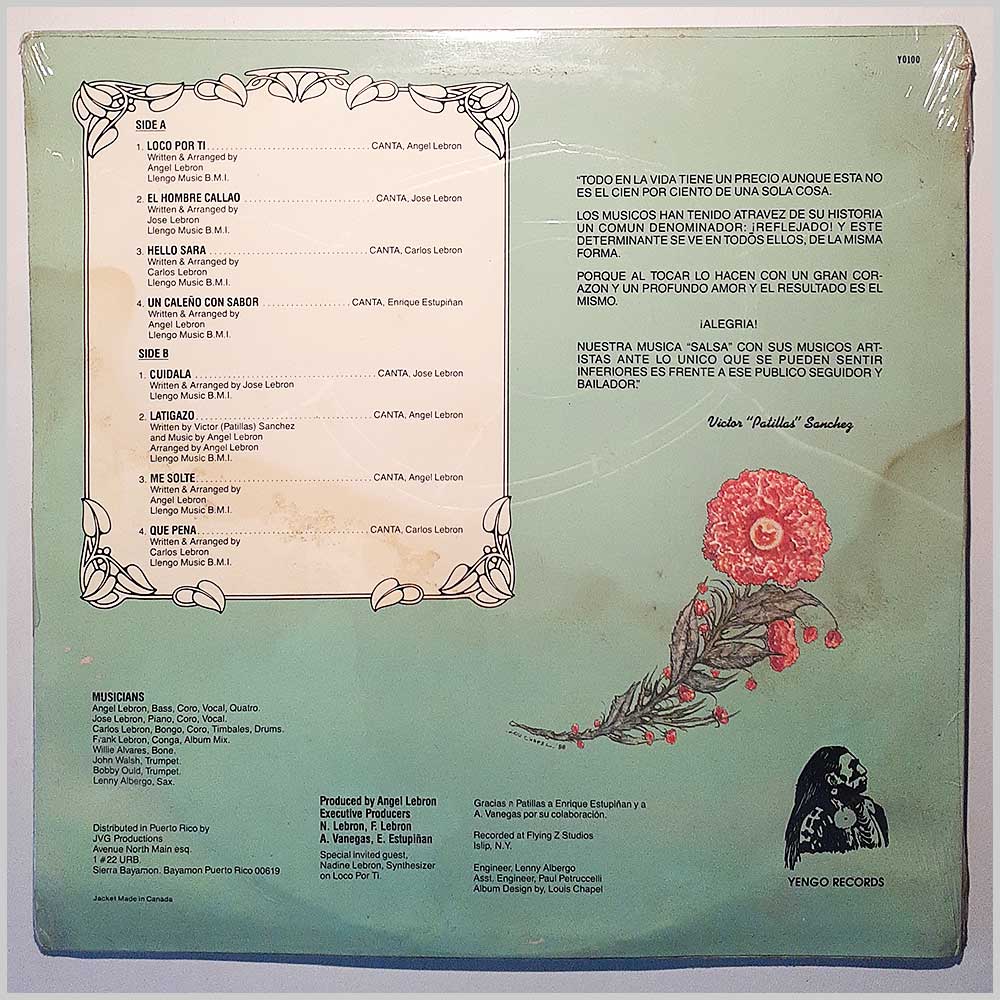 Y0100
SIDE A
1. LOCO POR TI........................................CANTA, Angel Lebron
Written & Arranged by
Angel Lebron
Llengo Music B.M.I.
2. EL HOMBRE CALLAO..............................CANTA, Jose Lebron
Written & Arranged by
Jose Lebron
Llengo Music B.M.I.
3. HELLO SARA........................................CANTA, Carlos Lebron
Written & Arranged by
Carlos Lebron
Llengo Music B.M.I.
4. UN CALEÑO CON SABOR......................CANTA, Enrique Estupiñan
Written & Arranged by
Angel Lebron
Llengo Music B.M.I.
SIDE B
1. CUIDALA............................................CANTA, Jose Lebron
Written & Arranged by Jose Lebron
Llengo Music B.M.I.
2. LATIGAZO...........................................CANTA, Angel Lebron
Written by Victor (Patillas) Sanchez
and Music by Angel Lebron
Arranged by Angel Lebron
Llengo Music B.M.I.
3. ME SOLTE...........................................CANTA, Angel Lebron
Written & Arranged by
Angel Lebron
Llengo Music B.M.I.
4. QUE PENA..........................................CANTA, Carlos Lebron
Written & Arranged by
Carlos Lebron
Llengo Music B.M.I.
"TODO EN LA VIDA TIENE UN PRECIO AUNQUE ESTA NO
ES EL CIEN POR CIENTO DE UNA SOLA COSA.
LOS MUSICOS HAN TENIDO ATRAVEZ DE SU HISTORIA
UN COMUN DENOMINADOR: ¡REFLEJADO! Y ESTE
DETERMINANTE SE VE EN TODOS ELLOS, DE LA MISMA
FORMA.
PORQUE AL TOCAR LO HACEN CON UN GRAN COR-
AZON Y UN PROFUNDO AMOR Y EL RESULTADO ES EL
MISMO.
¡ALEGRIA!
NUESTRA MUSICA "SALSA" CON SUS MUSICOS ART-
ISTAS ANTE LO UNICO QUE SE PUEDEN SENTIR
INFERIORES ES FRENTE A ESE PUBLICO SEGUIDOR Y
BAILADOR."
Victor "Patillas" Sanchez
MUSICIANS
Angel Lebron, Bass, Coro, Vocal, Quatro.
Jose Lebron, Piano, Coro, Vocal.
Carlos Lebron, Bongo, Coro, Timbales, Drums.
Frank Lebron, Conga, Album Mix.
Willie Alvares, Bone.
John Walsh, Trumpet.
Bobby Ould, Trumpet.
Lenny Albergo, Sax.
Distributed in Puerto Rico by
JVG Productions
Avenue North Main esq.
1 #22 URB.
Sierra Bayamon. Bayamon Puerto Rico 00619
Jacket Made in Canada
Produced by Angel Lebron
Executive Producers
N. Lebron, F. Lebron
A. Vanegas, E. Estupiñan
Special invited guest,
Nadine Lebron, Synthesizer
on Loco Por Ti.
Gracias a Patillas a Enrique Estupiñan y a
A. Vanegas por su colaboración.
Recorded at Flying Z Studios
Islip, N.Y.
Engineer, Lenny Albergo
Asst. Engineer, Paul Petruccelli
Album Design by, Louis Chapel
YENGO RECORDS